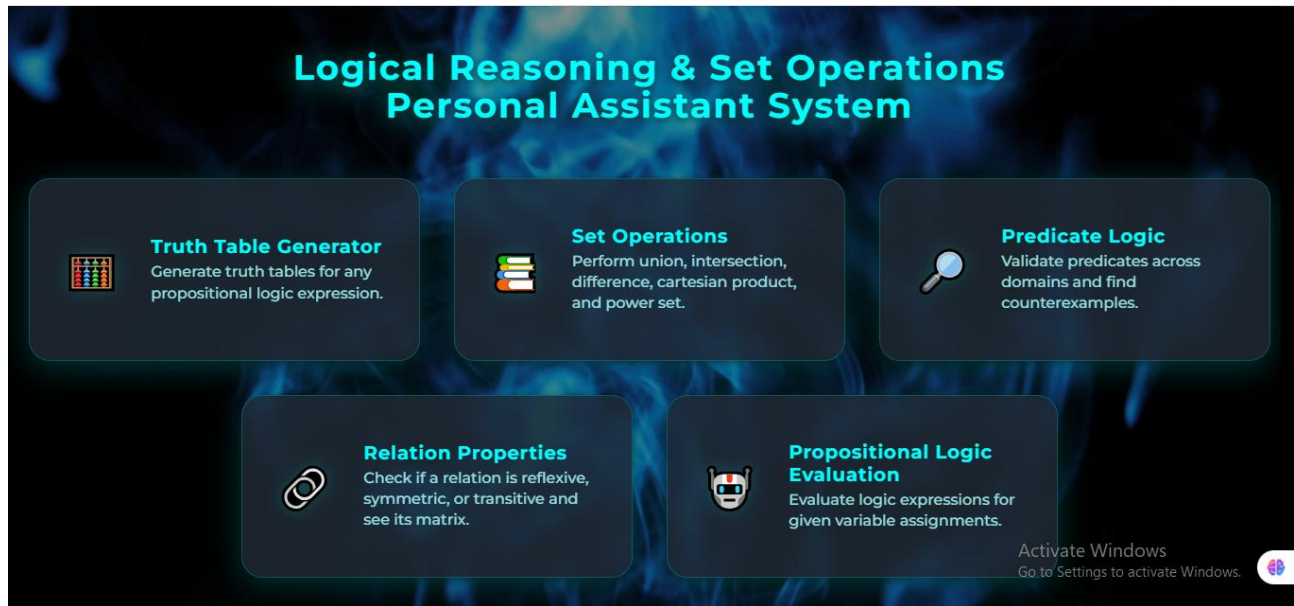 Logical Reasoning & Set Operations
Personal Assistant System
Truth Table Generator
Generate truth tables for any
propositional logic expression.
Set Operations
Perform union, intersection,
difference, cartesian product,
and power set.
Predicate Logic
Validate predicates across
domains and find
counterexamples.
Relation Properties
Check if a relation is reflexive,
symmetric, or transitive and
see its matrix.
Propositional Logic
Evaluation
Evaluate logic expressions for
given variable assignments.
Activate Windows
Go to Settings to activate Windows.